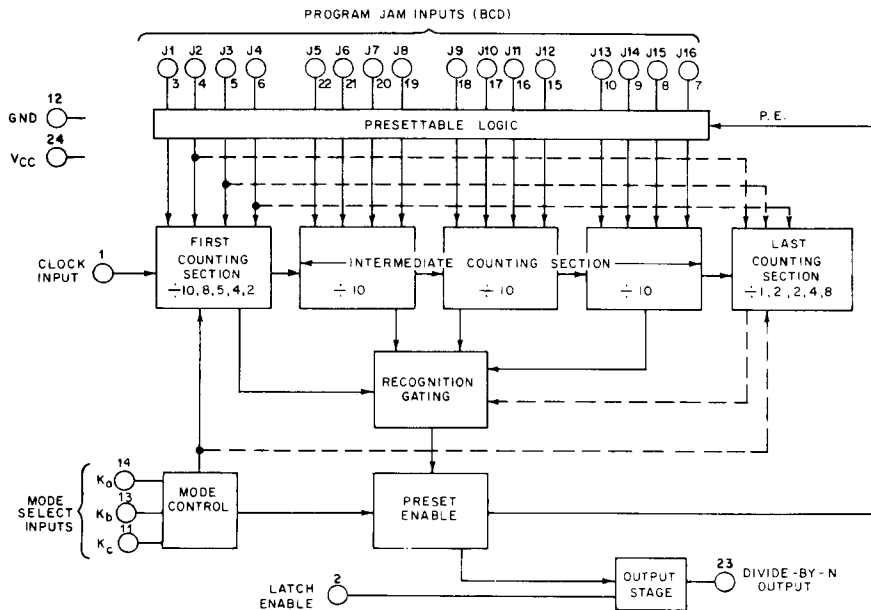 PROGRAM JAM INPUTS (BCD)
J1 J2 J3 J4 J5 J6 J7 J8 J9 J10 J11 J12 J13 J14 J15 J16
3 4 5 6 22 21 20 19 18 17 16 15 10 9 8 7
12
GND
PRESETTABLE LOGIC
P.E.
24
VCC
1
CLOCK
INPUT
FIRST
COUNTING
SECTION
÷10,8,5,4,2
INTERMEDIATE COUNTING SECTION
÷10
÷10
÷10
LAST
COUNTING
SECTION
÷1,2,2,4,8
RECOGNITION
GATING
MODE
SELECT
INPUTS
14
Ka
13
Kb
11
Kc
MODE
CONTROL
PRESET
ENABLE
2
LATCH
ENABLE
OUTPUT
STAGE
23
DIVIDE-BY-N
OUTPUT